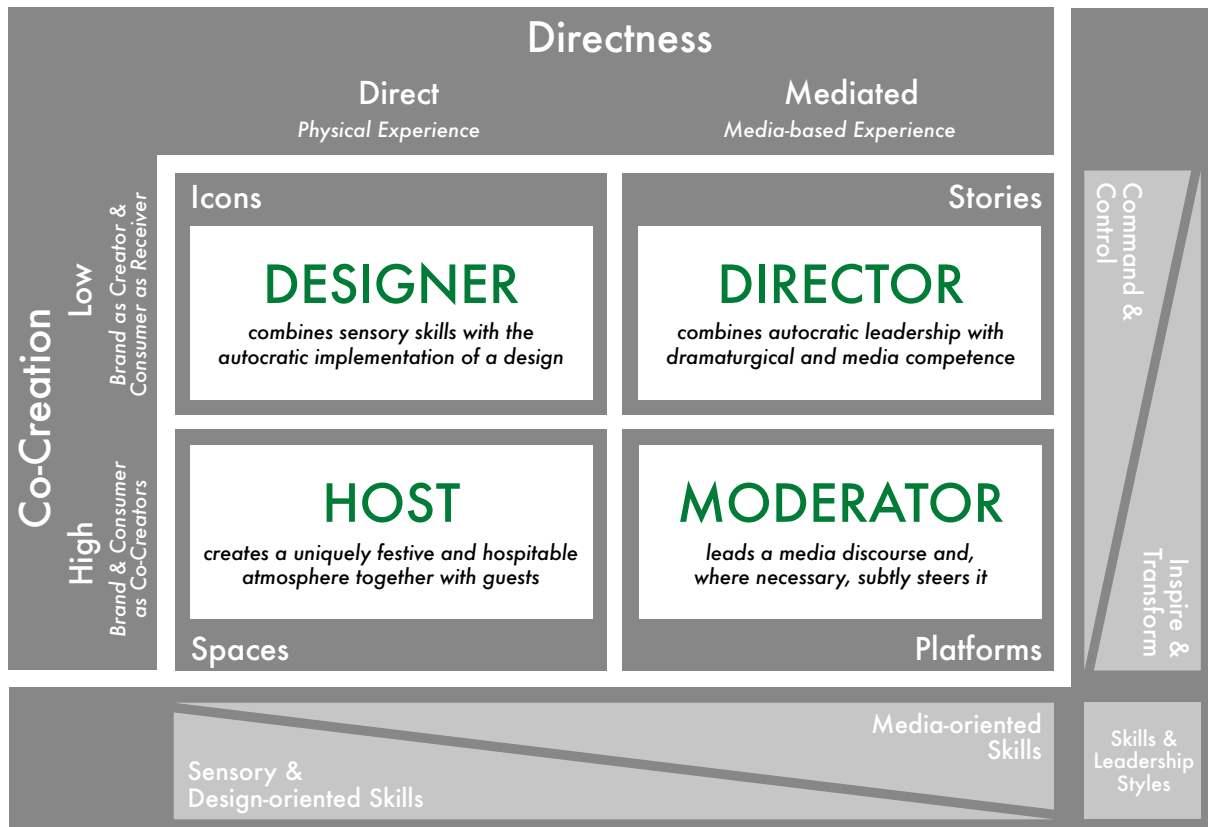 Directness
Direct
Physical Experience
Mediated
Media-based Experience
Co-Creation
Low
Brand as Creator &
Consumer as Receiver
High
Brand & Consumer
as Co-Creators
Icons
DESIGNER
combines sensory skills with the
autocratic implementation of a design
Stories
DIRECTOR
combines autocratic leadership with
dramaturgical and media competence
HOST
creates a uniquely festive and hospitable
atmosphere together with guests
Spaces
MODERATOR
leads a media discourse and,
where necessary, subtly steers it
Platforms
Command &
Control
Inspire &
Transform
Sensory &
Design-oriented Skills
Media-oriented
Skills
Skills &
Leadership
Styles